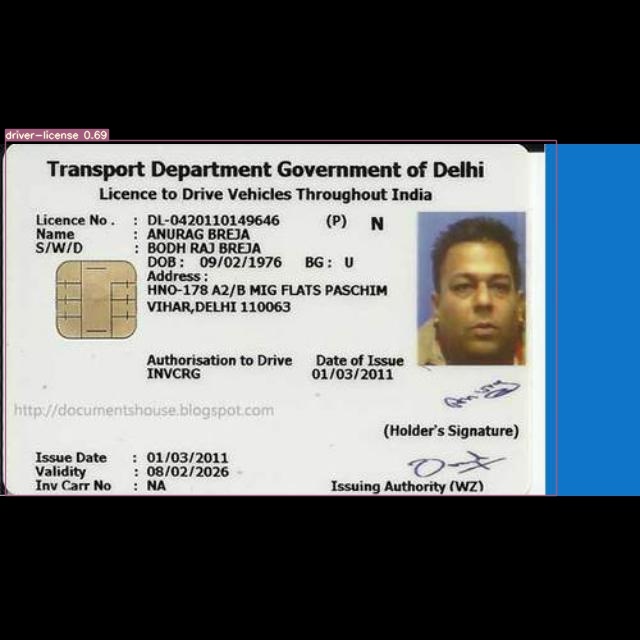 driver-license 0.69
Transport Department Government of Delhi
Licence to Drive Vehicles Throughout India
Licence No . : DL-0420110149646 (P) N
Name : ANURAG BREJA
S/W/D : BODH RAJ BREJA
DOB : 09/02/1976 BG : U
Address :
HNO-178 A2/B MIG FLATS PASCHIM
VIHAR,DELHI 110063
Authorisation to Drive Date of Issue
INVCRG 01/03/2011
http://documentshouse.blogspot.com
(Holder's Signature)
Issue Date : 01/03/2011
Validity : 08/02/2026
Inv Carr No : NA
Issuing Authority (WZ)